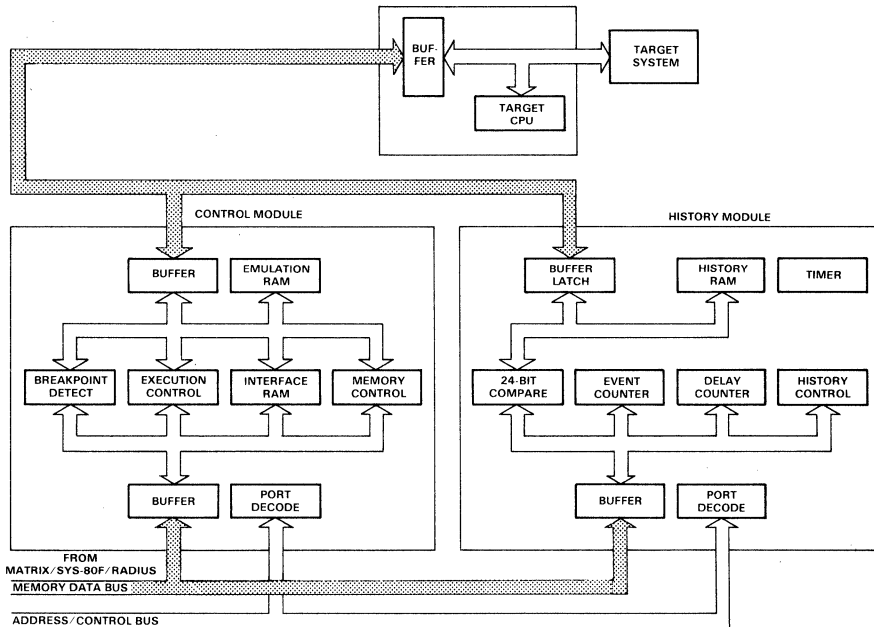 BUF-
FER
TARGET
SYSTEM
TARGET
CPU
CONTROL MODULE
HISTORY MODULE
BUFFER
EMULATION
RAM
BUFFER
LATCH
HISTORY
RAM
TIMER
BREAKPOINT
DETECT
EXECUTION
CONTROL
INTERFACE
RAM
MEMORY
CONTROL
24-BIT
COMPARE
EVENT
COUNTER
DELAY
COUNTER
HISTORY
CONTROL
BUFFER
PORT
DECODE
BUFFER
PORT
DECODE
FROM
MATRIX/SYS-80F/RADIUS
MEMORY DATA BUS
ADDRESS/CONTROL BUS